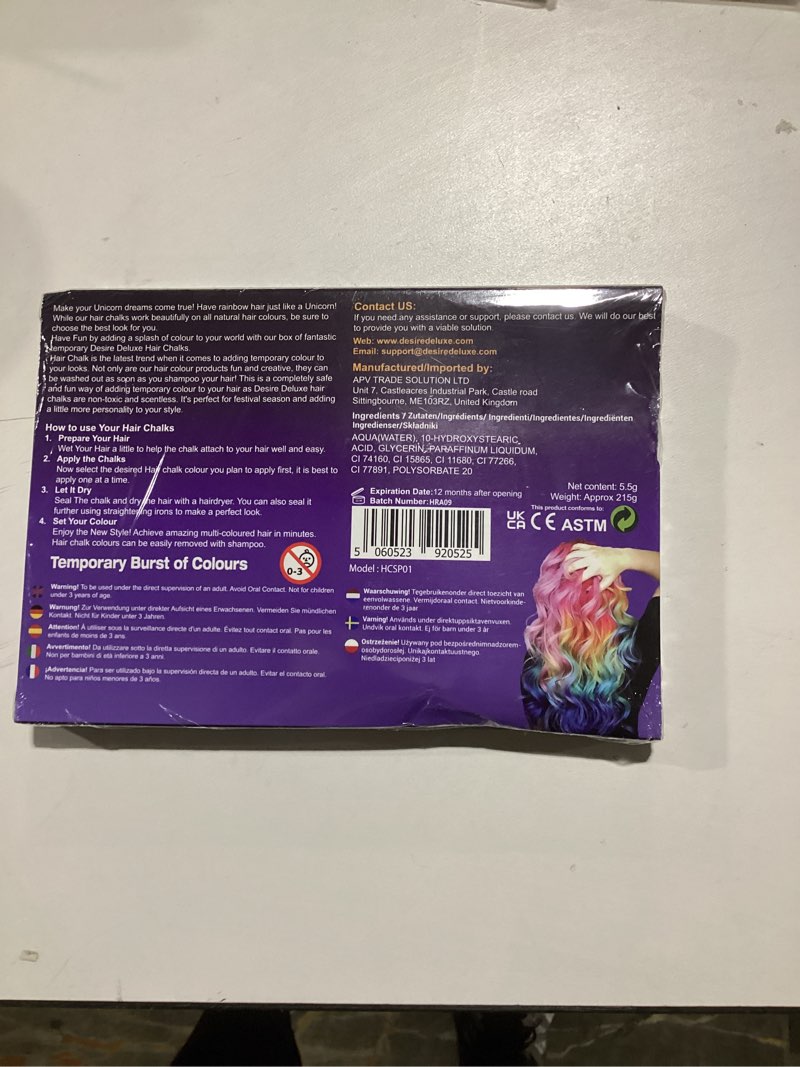 Make your Unicorn dreams come true! Have rainbow hair just like a Unicorn!
While our hair chalks work beautifully on all natural hair colours, be sure to
choose the best look for you.
Have Fun by adding a splash of colour to your world with our box of fantastic
temporary Desire Deluxe Hair Chalks.
Hair Chalk is the latest trend when it comes to adding temporary colour to
your looks. Not only are our hair colour products fun and creative, they can
be washed out as soon as you shampoo your hair! This is a completely safe
and fun way of adding temporary colour to your hair as Desire Deluxe hair
chalks are non-toxic and scentless. It's perfect for festival season and adding
a little more personality to your style.
How to use Your Hair Chalks
1. Prepare Your Hair
Wet Your Hair a little to help the chalk attach to your hair well and easy.
2. Apply the Chalks
Now select the desired Hair chalk colour you plan to apply first, it is best to
apply one at a time.
3. Let It Dry
Seal The chalk and dry the hair with a hairdryer. You can also seal it
further using straightening irons to make a perfect look.
4. Set Your Colour
Enjoy the New Style! Achieve amazing multi-coloured hair in minutes.
Hair chalk colours can be easily removed with shampoo.
Temporary Burst of Colours
0-3
Warning! To be used under the direct supervision of an adult. Avoid Oral Contact. Not for children
under 3 years of age.
Warnung! Zur Verwendung unter direkter Aufsicht eines Erwachsenen. Vermeiden Sie mündlichen
Kontakt. Nicht für Kinder unter 3 Jahren.
Attention! À utiliser sous la surveillance directe d'un adulte. Évitez tout contact oral. Pas pour les
enfants de moins de 3 ans.
Avvertimento! Da utilizzare sotto la diretta supervisione di un adulto. Evitare il contatto orale.
Non per bambini di età inferiore a 3 anni.
¡Advertencia! Para ser utilizado bajo la supervisión directa de un adulto. Evitar el contacto oral.
No apto para niños menores de 3 años.
Contact US:
If you need any assistance or support, please contact us. We will do our best
to provide you with a viable solution.
Web: www.desiredeluxe.com
Email: support@desiredeluxe.com
Manufactured/Imported by:
APV TRADE SOLUTION LTD
Unit 7, Castleacres Industrial Park, Castle road
Sittingbourne, ME103RZ, United Kingdom
Ingredients 7 Zutaten/Ingrédients/ Ingredienti/Ingredientes/Ingrediënten
Ingredienser/Składniki
AQUA(WATER), 10-HYDROXYSTEARIC,
ACID, GLYCERIN, PARAFFINUM LIQUIDUM,
CI 74160, CI 15865, CI 11680, CI 77266,
CI 77891, POLYSORBATE 20
Expiration Date:12 months after opening
Batch Number:HRA09
5 060523 920525
Model : HCSP01
Net content: 5.5g
Weight: Approx 215g
This product conforms to:
UK CA CE ASTM
Waarschuwing! Tegebruikenonder direct toezicht van
eenvolwassene. Vermijdoraal contact. Nietvoorkinde-
renonder de 3 jaar
Varning! Används under direktuppsiktavenvuxen.
Undvik oral kontakt. Ej för barn under 3 år
Ostrzeżenie! Używany pod bezpośrednimnadzorem-
osobydorosłej. Unikajkontaktuustnego.
Niedladzieciponiżej 3 lat